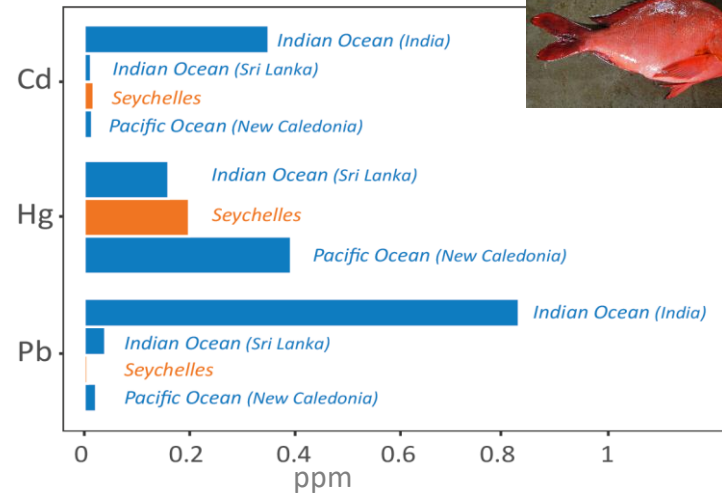 Cd
Indian Ocean (India)
Indian Ocean (Sri Lanka)
Seychelles
Pacific Ocean (New Caledonia)
Hg
Indian Ocean (Sri Lanka)
Seychelles
Pacific Ocean (New Caledonia)
Pb
Indian Ocean (India)
Indian Ocean (Sri Lanka)
Seychelles
Pacific Ocean (New Caledonia)
0 0.2 0.4 0.6 0.8 1
ppm